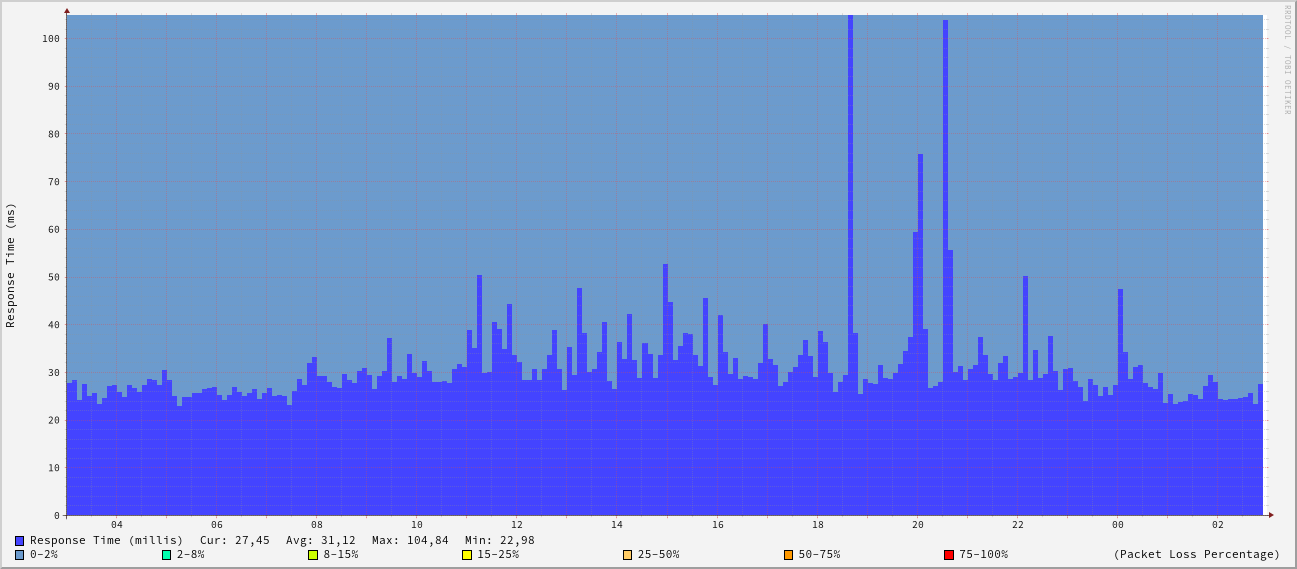 RRDTOOL / TOBI OETIKER
Response Time (ms)
100
90
80
70
60
50
40
30
20
10
0
04 06 08 10 12 14 16 18 20 22 00 02
Response Time (millis) Cur: 27,45 Avg: 31,12 Max: 104,84 Min: 22,98
0-2% 2-8% 8-15% 15-25% 25-50% 50-75% 75-100% (Packet Loss Percentage)